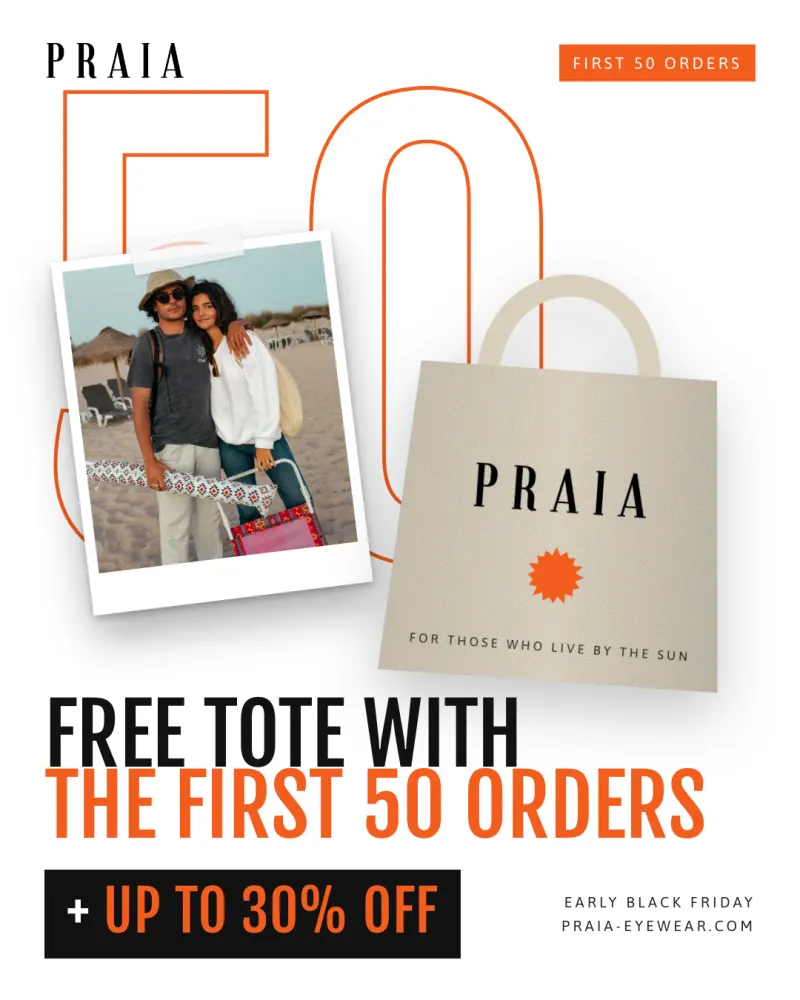 PRAIA
FIRST 50 ORDERS
50
PRAIA
FOR THOSE WHO LIVE BY THE SUN
FREE TOTE WITH
THE FIRST 50 ORDERS
+ UP TO 30% OFF
EARLY BLACK FRIDAY
PRAIA-EYEWEAR.COM